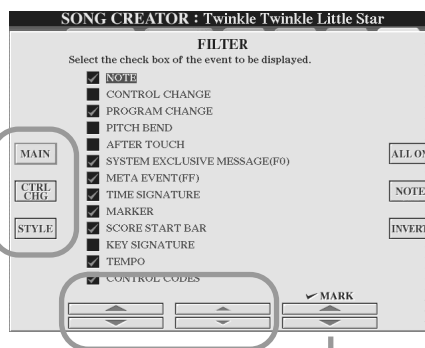 SONG CREATOR : Twinkle Twinkle Little Star
FILTER
Select the check box of the event to be displayed.
NOTE
CONTROL CHANGE
PROGRAM CHANGE
PITCH BEND
AFTER TOUCH
SYSTEM EXCLUSIVE MESSAGE(F0)
META EVENT(FF)
TIME SIGNATURE
MARKER
SCORE START BAR
KEY SIGNATURE
TEMPO
CONTROL CODES
MAIN
CTRL
CHG
STYLE
ALL ON
NOTE
INVERT
MARK